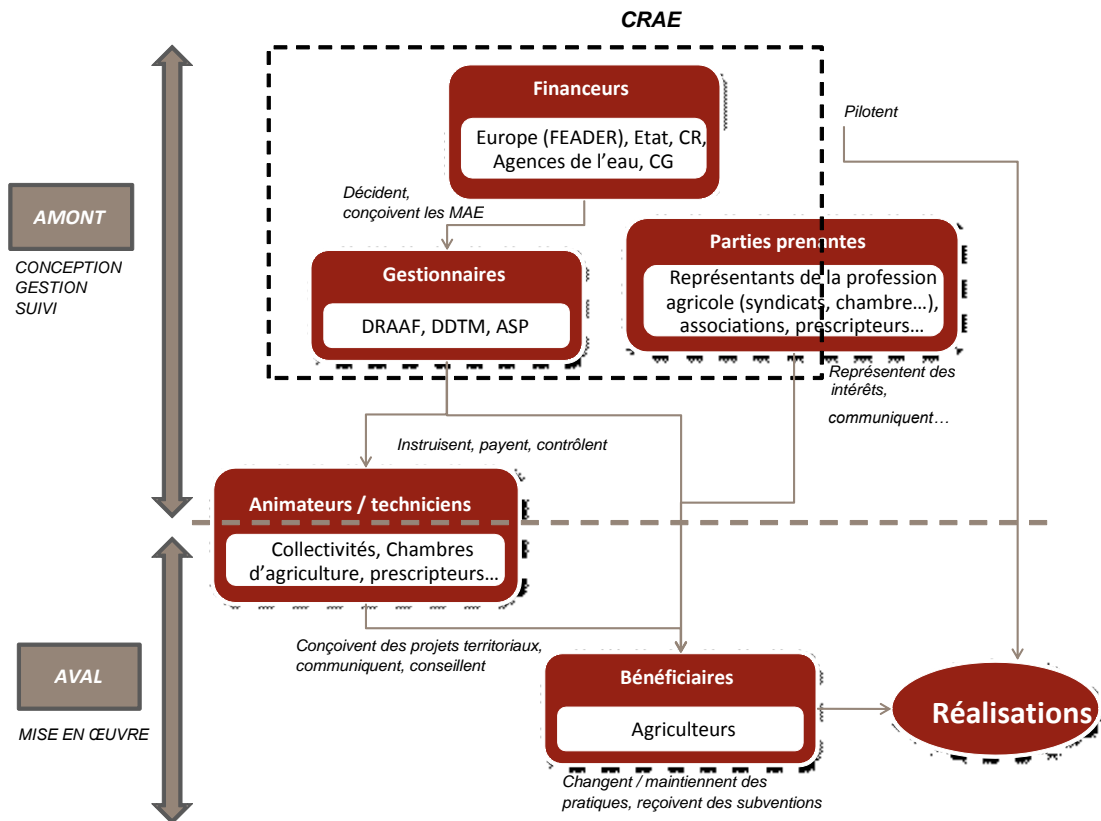 CRAE
Financeurs
Europe (FEADER), Etat, CR,
Agences de l'eau, CG
Pilotent
Décident,
conçoivent les MAE
AMONT
CONCEPTION
GESTION
SUIVI
Gestionnaires
DRAAF, DDTM, ASP
Parties prenantes
Représentants de la profession
agricole (syndicats, chambre…),
associations, prescripteurs…
Représentent des
intérêts,
communiquent…
Instruisent, payent, contrôlent
Animateurs / techniciens
Collectivités, Chambres
d'agriculture, prescripteurs…
Conçoivent des projets territoriaux,
communiquent, conseillent
AVAL
MISE EN ŒUVRE
Bénéficiaires
Agriculteurs
Changent / maintiennent des
pratiques, reçoivent des subventions
Réalisations